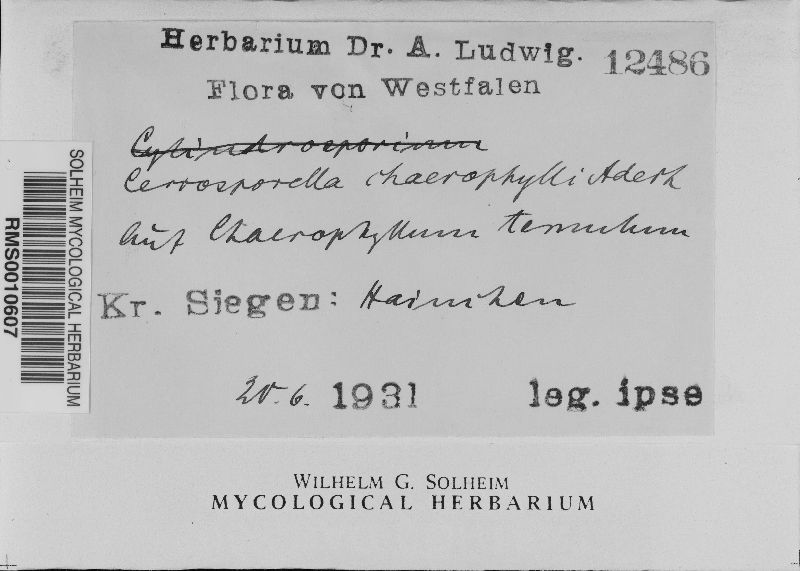 Herbarium Dr. A. Ludwig. 12486
Flora von Westfalen
Cylindrosporium
Cercosporella chaerophylli Aderh
Auf Chaerophyllum temulum
Kr. Siegen: Hainchen
20.6. 1931 leg. ipse
WILHELM G. SOLHEIM
MYCOLOGICAL HERBARIUM
SOLHEIM MYCOLOGICAL HERBARIUM
RMS0010607